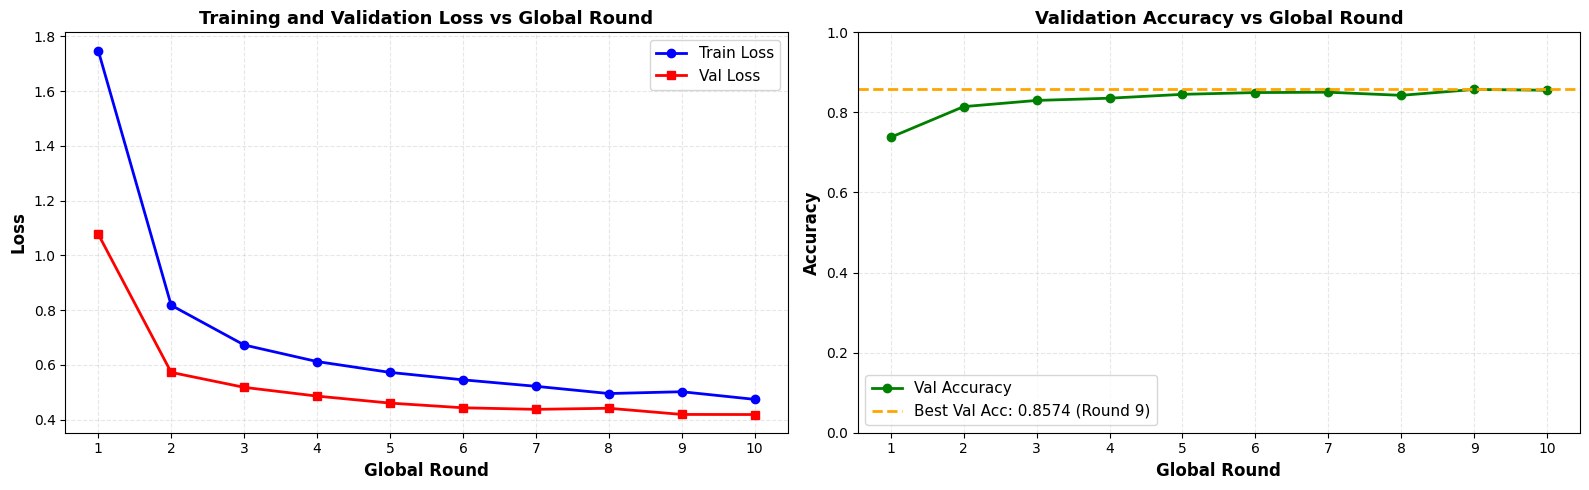 Training and Validation Loss vs Global Round
1.8
1.6
1.4
1.2
1.0
0.8
0.6
0.4
Loss
Train Loss
Val Loss
1 2 3 4 5 6 7 8 9 10
Global Round
Validation Accuracy vs Global Round
1.0
0.8
0.6
0.4
0.2
0.0
Accuracy
Val Accuracy
Best Val Acc: 0.8574 (Round 9)
1 2 3 4 5 6 7 8 9 10
Global Round